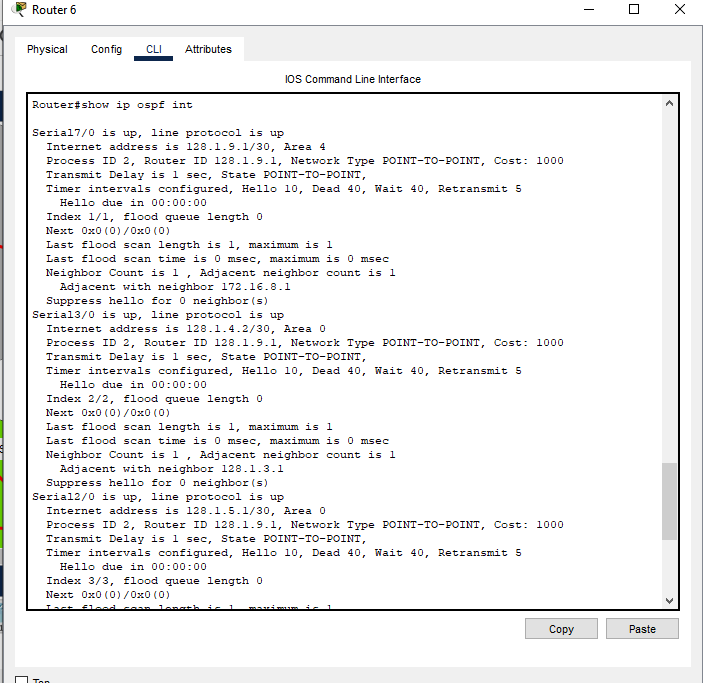 Router 6
Physical Config CLI Attributes
IOS Command Line Interface
Router#show ip ospf int
Serial7/0 is up, line protocol is up
Internet address is 128.1.9.1/30, Area 4
Process ID 2, Router ID 128.1.9.1, Network Type POINT-TO-POINT, Cost: 1000
Transmit Delay is 1 sec, State POINT-TO-POINT,
Timer intervals configured, Hello 10, Dead 40, Wait 40, Retransmit 5
Hello due in 00:00:00
Index 1/1, flood queue length 0
Next 0x0(0)/0x0(0)
Last flood scan length is 1, maximum is 1
Last flood scan time is 0 msec, maximum is 0 msec
Neighbor Count is 1 , Adjacent neighbor count is 1
Adjacent with neighbor 172.16.8.1
Suppress hello for 0 neighbor(s)
Serial3/0 is up, line protocol is up
Internet address is 128.1.4.2/30, Area 0
Process ID 2, Router ID 128.1.9.1, Network Type POINT-TO-POINT, Cost: 1000
Transmit Delay is 1 sec, State POINT-TO-POINT,
Timer intervals configured, Hello 10, Dead 40, Wait 40, Retransmit 5
Hello due in 00:00:00
Index 2/2, flood queue length 0
Next 0x0(0)/0x0(0)
Last flood scan length is 1, maximum is 1
Last flood scan time is 0 msec, maximum is 0 msec
Neighbor Count is 1 , Adjacent neighbor count is 1
Adjacent with neighbor 128.1.3.1
Suppress hello for 0 neighbor(s)
Serial2/0 is up, line protocol is up
Internet address is 128.1.5.1/30, Area 0
Process ID 2, Router ID 128.1.9.1, Network Type POINT-TO-POINT, Cost: 1000
Transmit Delay is 1 sec, State POINT-TO-POINT,
Timer intervals configured, Hello 10, Dead 40, Wait 40, Retransmit 5
Hello due in 00:00:00
Index 3/3, flood queue length 0
Next 0x0(0)/0x0(0)
Last flood scan length is 1, maximum is 1
Copy Paste
Top